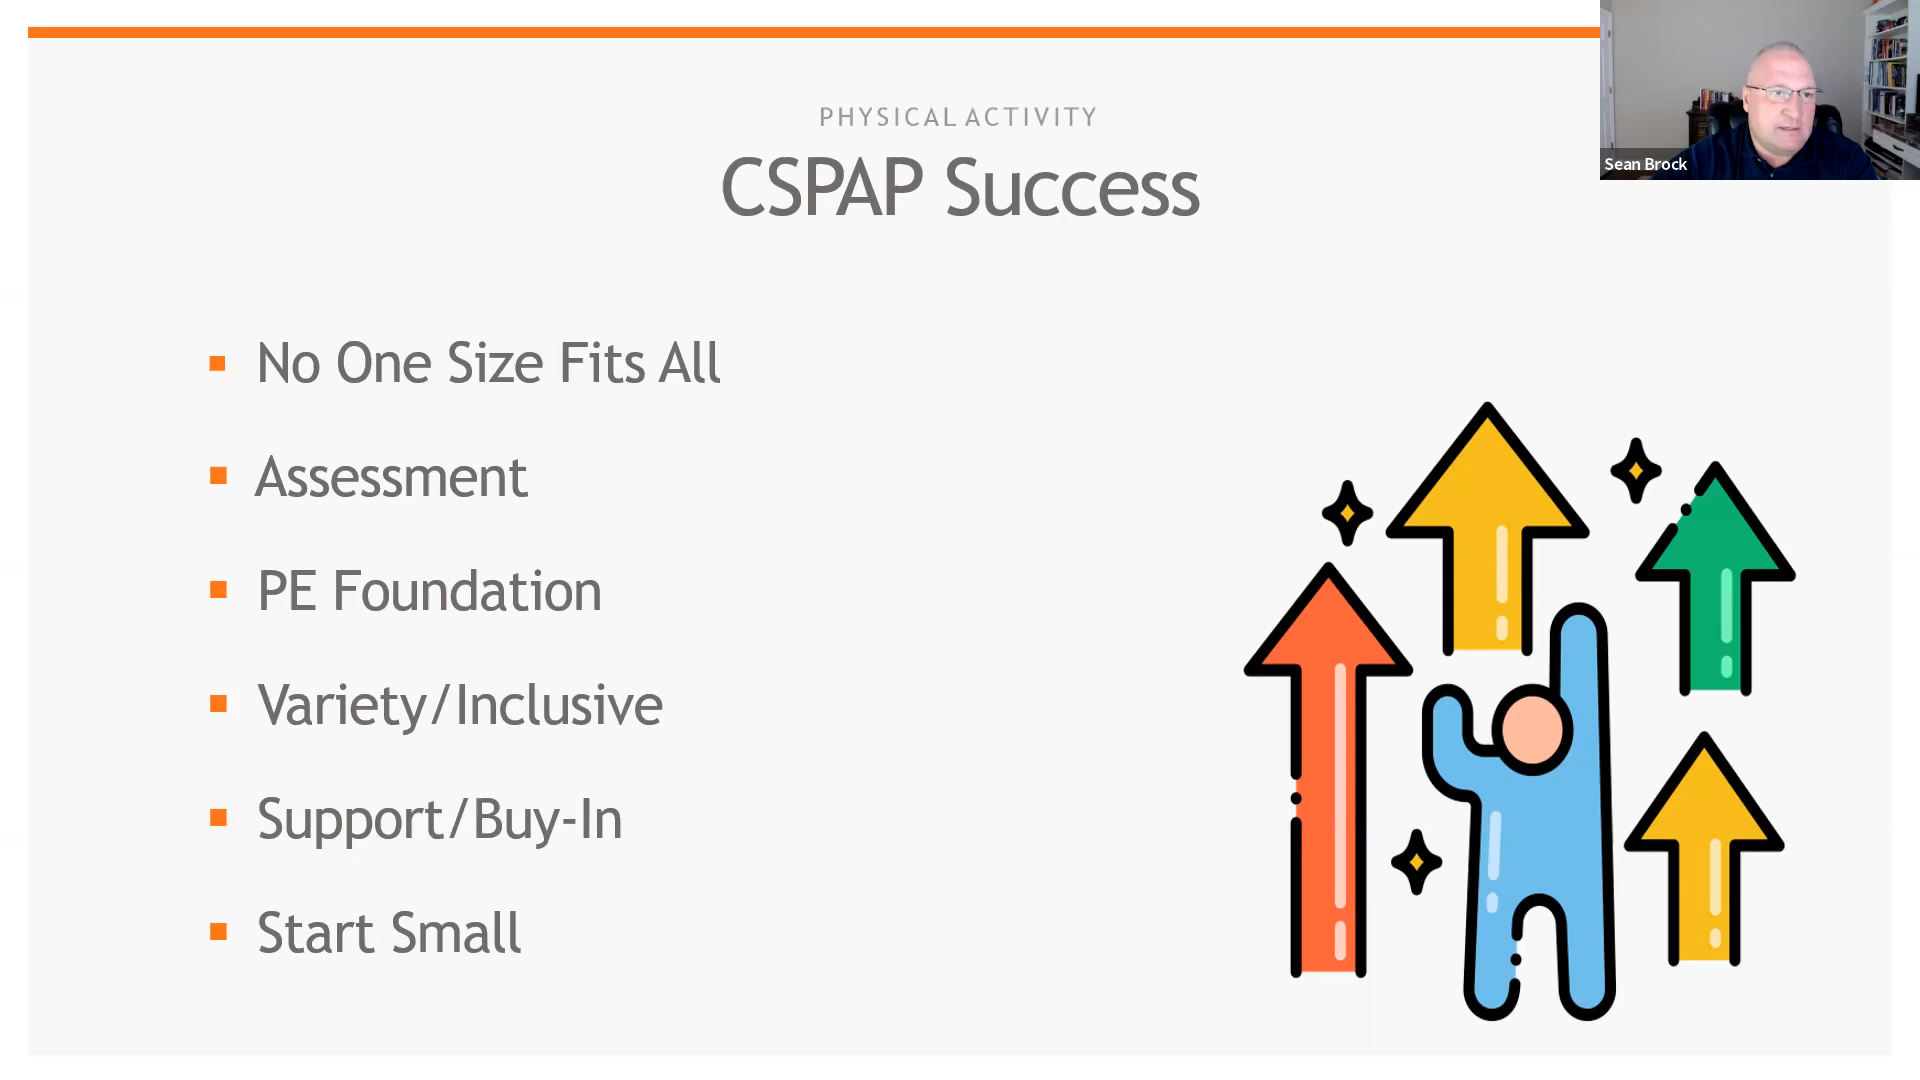 PHYSICAL ACTIVITY
CSPAP Success
Sean Brock
No One Size Fits All
Assessment
PE Foundation
Variety/Inclusive
Support/Buy-In
Start Small